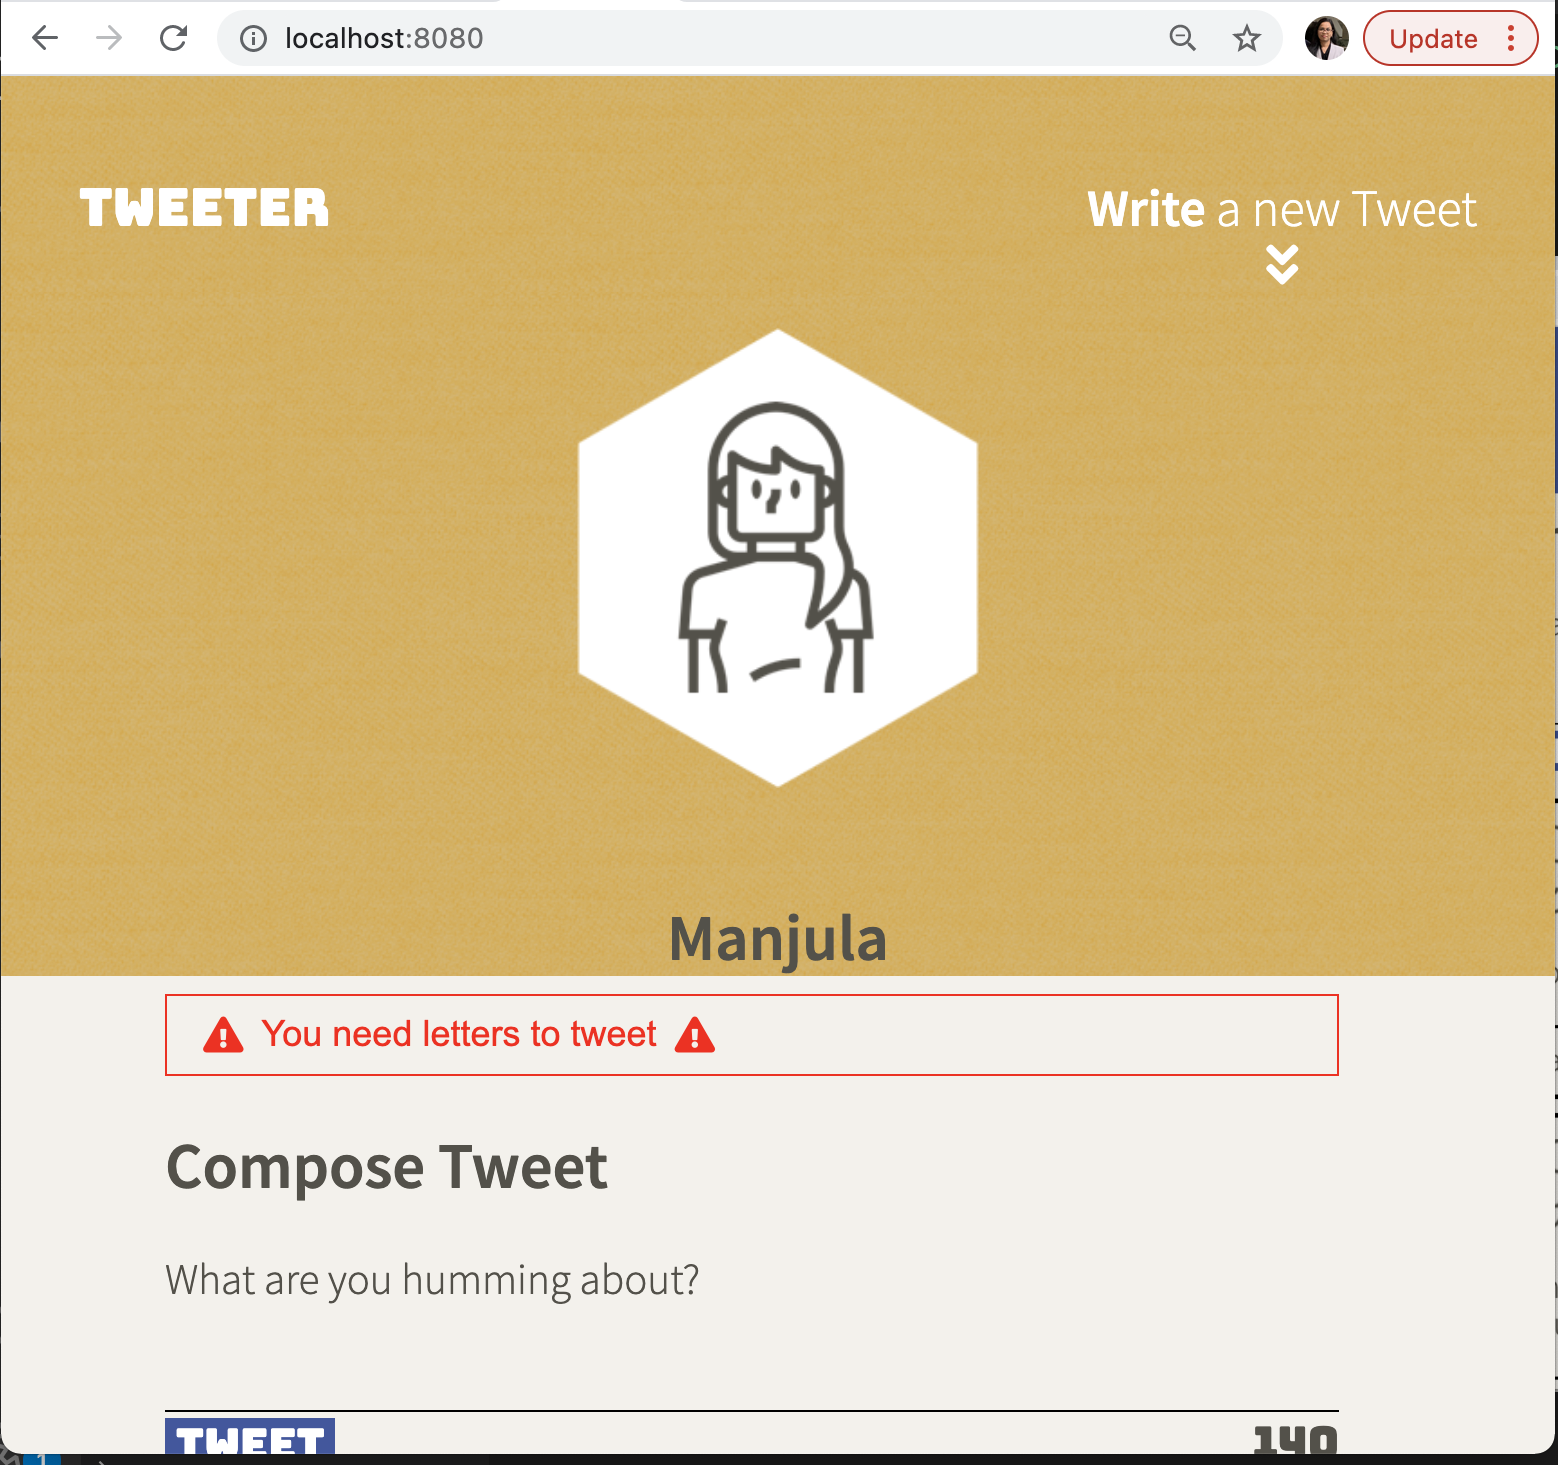 localhost:8080
Update
TWEETER
Write a new Tweet
Manjula
You need letters to tweet
Compose Tweet
What are you humming about?
TWEET 140
1